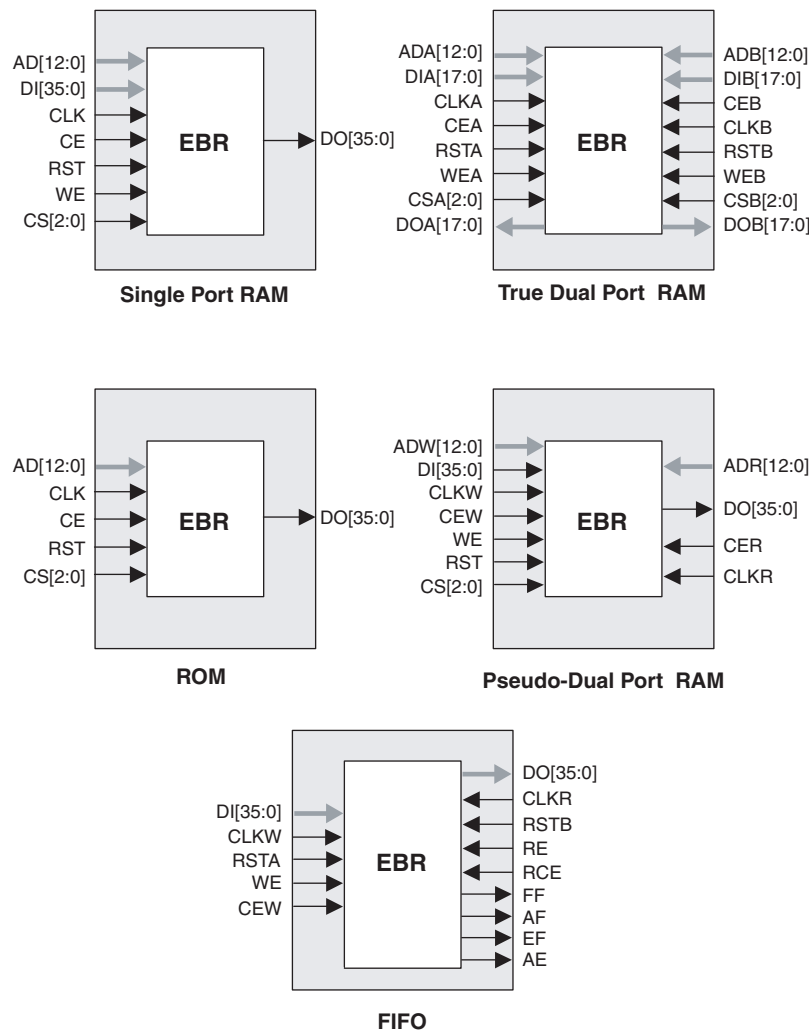 AD[12:0]
DI[35:0]
CLK
CE
RST
WE
CS[2:0]
EBR
DO[35:0]
Single Port RAM
ADA[12:0]
DIA[17:0]
CLKA
CEA
RSTA
WEA
CSA[2:0]
DOA[17:0]
EBR
ADB[12:0]
DIB[17:0]
CEB
CLKB
RSTB
WEB
CSB[2:0]
DOB[17:0]
True Dual Port RAM
AD[12:0]
CLK
CE
RST
CS[2:0]
EBR
DO[35:0]
ROM
ADW[12:0]
DI[35:0]
CLKW
CEW
WE
RST
CS[2:0]
EBR
ADR[12:0]
DO[35:0]
CER
CLKR
Pseudo-Dual Port RAM
DI[35:0]
CLKW
RSTA
WE
CEW
EBR
DO[35:0]
CLKR
RSTB
RE
RCE
FF
AF
EF
AE
FIFO